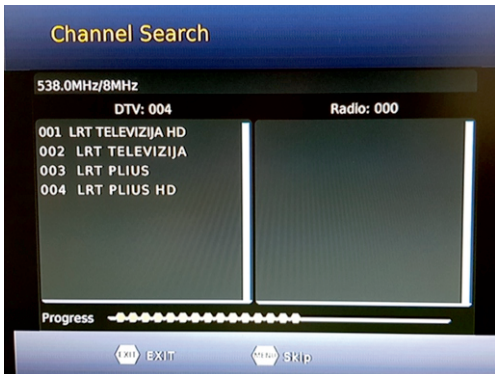 Channel Search
538.0MHz/8MHz
DTV: 004 Radio: 000
001 LRT TELEVIZIJA HD
002 LRT TELEVIZIJA
003 LRT PLIUS
004 LRT PLIUS HD
Progress
EXIT EXIT MENU Skip